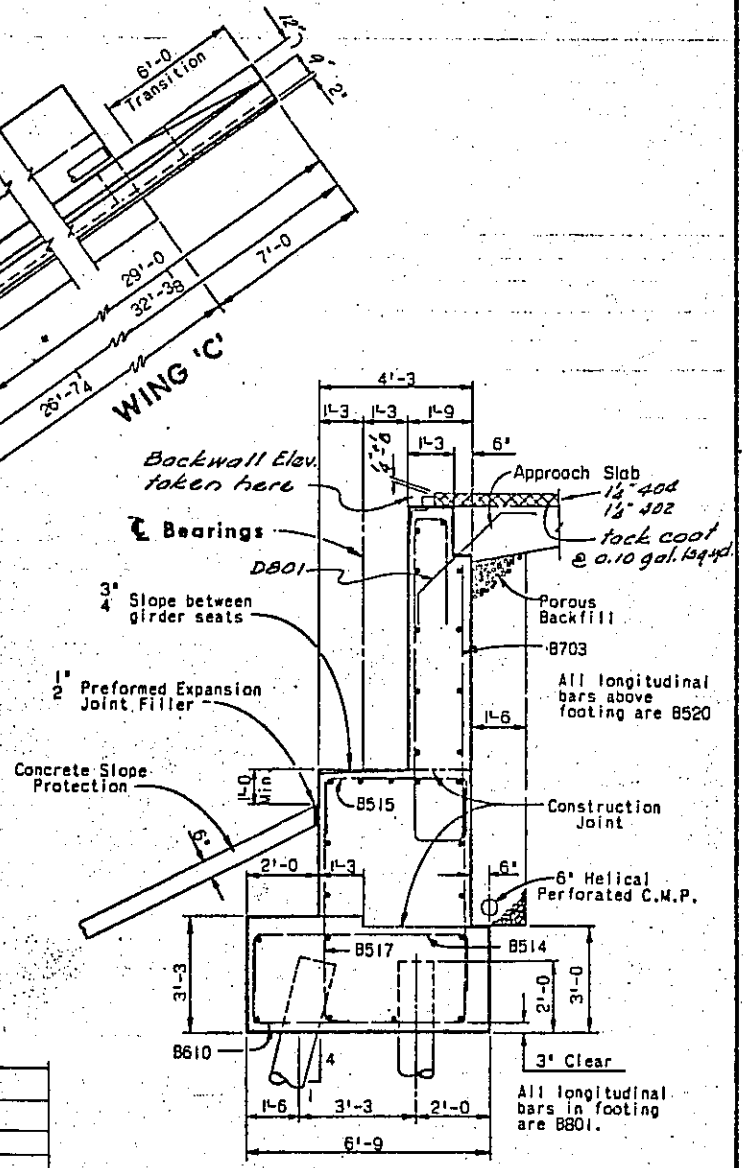 12"
6'-0
Transition
9"
2"
29'-0
7'-0
32'-3 8
26'-7 4
WING 'C'
4'-3
1'-3 1'-3 1'-9
1'-3 6"
Backwall Elev.
taken here
Approach Slab
1¼" 404
1¼" 402
tack coat
@ 0.10 gal./sq.yd.
℄ Bearings
D801
Porous
Backfill
3"
4 Slope between
girder seats
B703
All longitudinal
bars above
footing are B520
1"
2 Preformed Expansion
Joint Filler
1'-6
Concrete Slope
Protection
1'-0
Min.
B515
Construction
Joint
6"
2'-0 1'-3
6"
6" Helical
Perforated C.M.P.
B517
B514
3'-3
2'-0
3'-0
B610
4
1
3" Clear
1'-6 3'-3 2'-0
All longitudinal
bars in footing
are B801.
6'-9